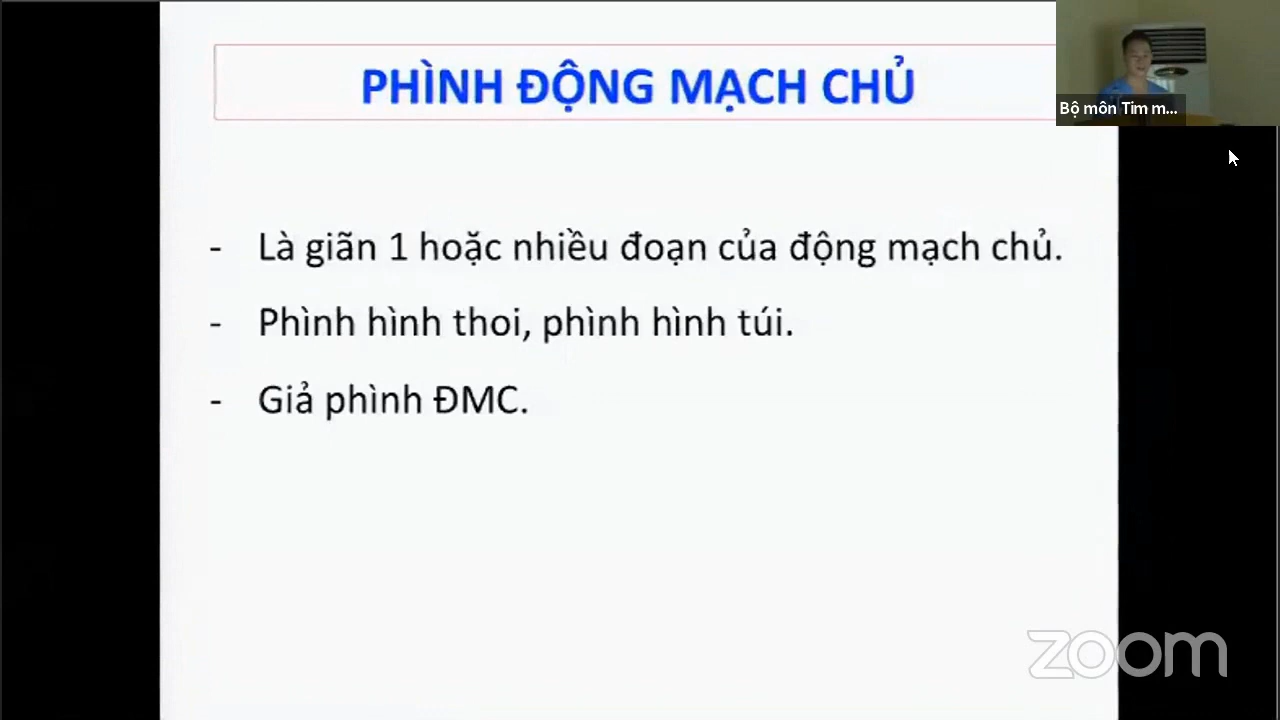 PHÌNH ĐỘNG MẠCH CHỦ
Bộ môn Tim m...
- Là giãn 1 hoặc nhiều đoạn của động mạch chủ.
- Phình hình thoi, phình hình túi.
- Giả phình ĐMC.
zoom